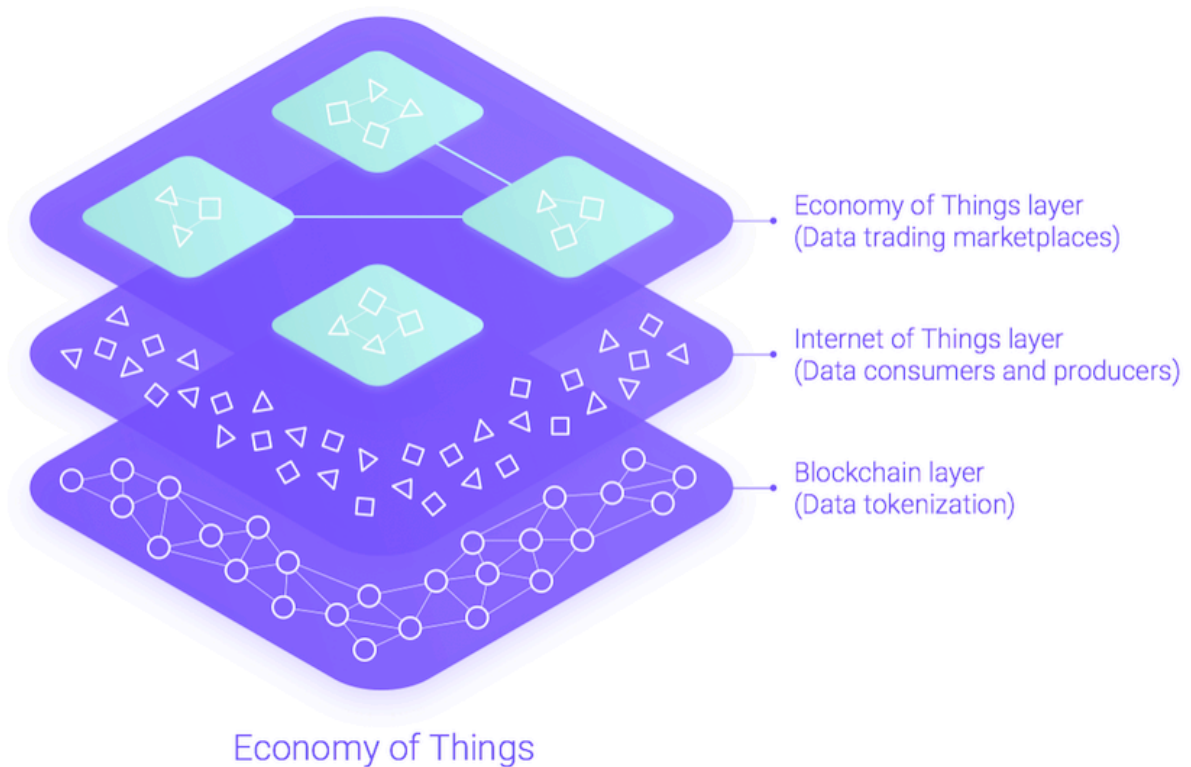 Economy of Things layer
(Data trading marketplaces)
Internet of Things layer
(Data consumers and producers)
Blockchain layer
(Data tokenization)
Economy of Things